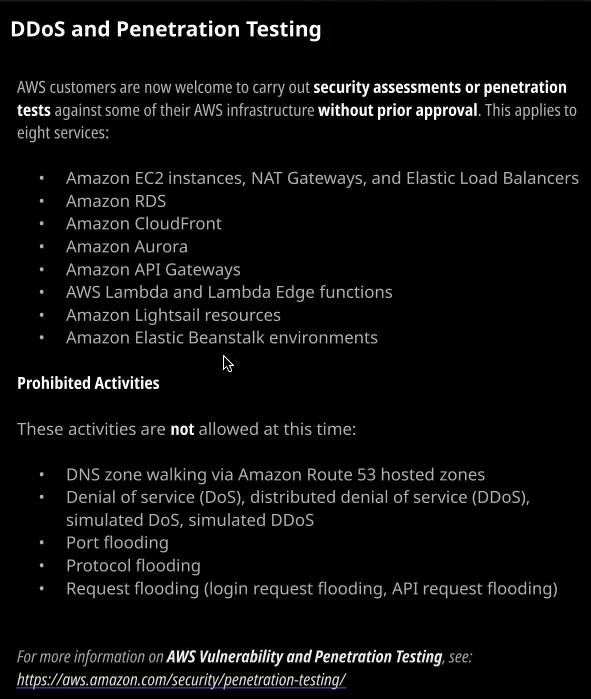 DDoS and Penetration Testing
AWS customers are now welcome to carry out security assessments or penetration
tests against some of their AWS infrastructure without prior approval. This applies to
eight services:
• Amazon EC2 instances, NAT Gateways, and Elastic Load Balancers
• Amazon RDS
• Amazon CloudFront
• Amazon Aurora
• Amazon API Gateways
• AWS Lambda and Lambda Edge functions
• Amazon Lightsail resources
• Amazon Elastic Beanstalk environments
Prohibited Activities
These activities are not allowed at this time:
• DNS zone walking via Amazon Route 53 hosted zones
• Denial of service (DoS), distributed denial of service (DDoS),
simulated DoS, simulated DDoS
• Port flooding
• Protocol flooding
• Request flooding (login request flooding, API request flooding)
For more information on AWS Vulnerability and Penetration Testing, see:
https://aws.amazon.com/security/penetration-testing/